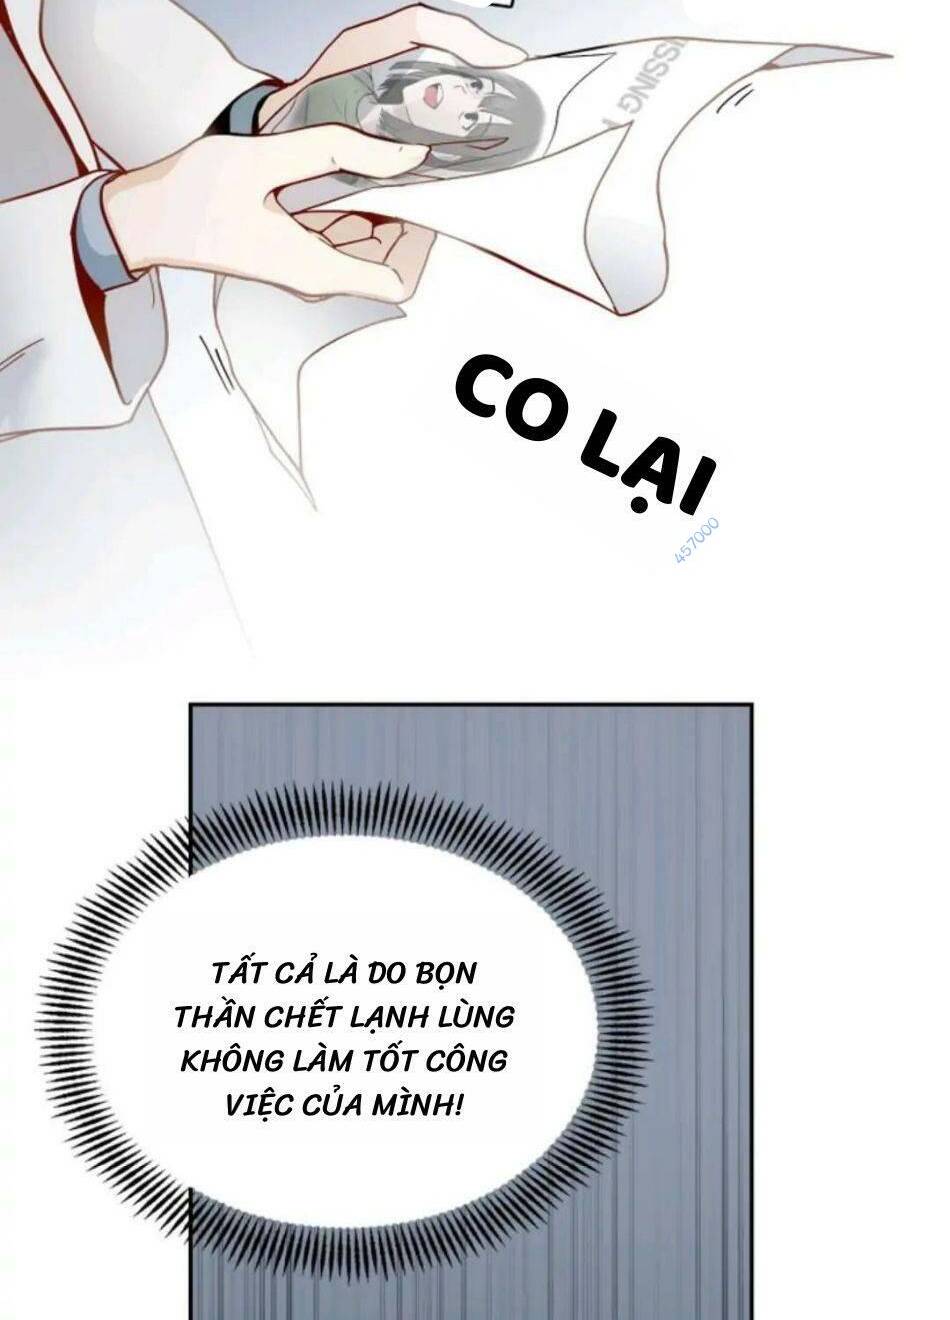 MISSING P
CO LẠI
457000
TẤT CẢ LÀ DO BỌN
THẦN CHẾT LẠNH LÙNG
KHÔNG LÀM TỐT CÔNG
VIỆC CỦA MÌNH!